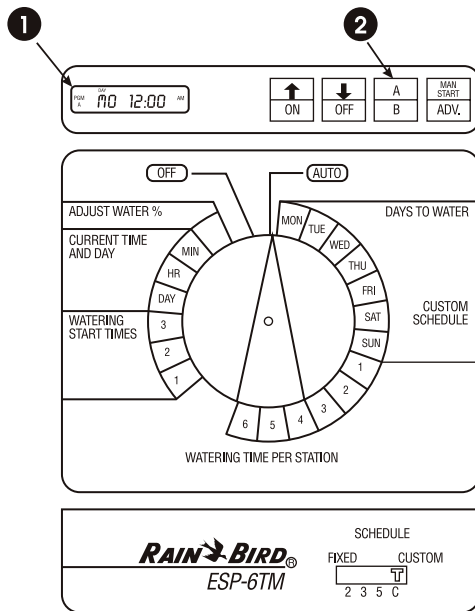 1
2
PGM
A
DAY
MO 12:00 AM
ON
OFF
A
B
MAN
START
ADV.
OFF
AUTO
ADJUST WATER %
CURRENT TIME
AND DAY
WATERING
START TIMES
MIN
HR
DAY
3
2
1
MON
TUE
WED
THU
FRI
SAT
SUN
1
2
3
4
5
6
DAYS TO WATER
CUSTOM
SCHEDULE
WATERING TIME PER STATION
RAIN BIRD®
ESP-6TM
SCHEDULE
FIXED CUSTOM
2 3 5 C